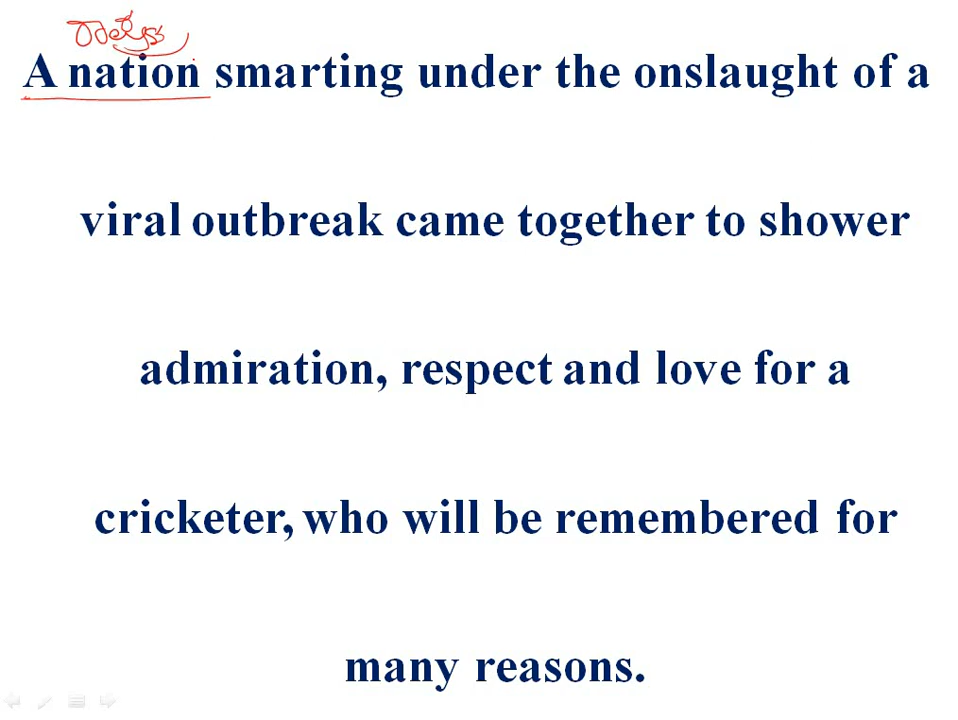 A nation smarting under the onslaught of a
viral outbreak came together to shower
admiration, respect and love for a
cricketer, who will be remembered for
many reasons.